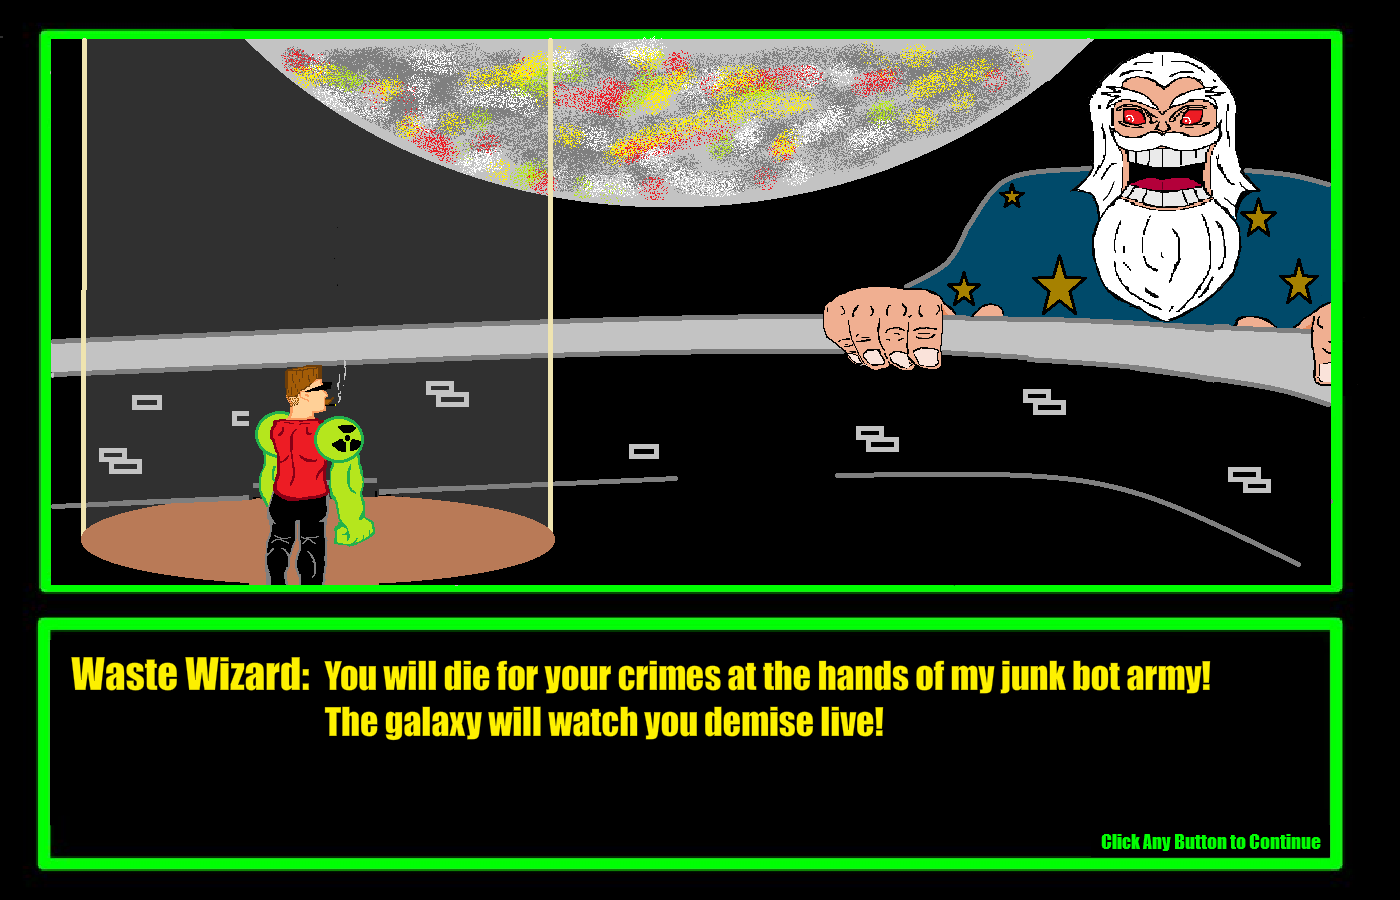 Waste Wizard: You will die for your crimes at the hands of my junk bot army!
The galaxy will watch you demise live!
Click Any Button to Continue